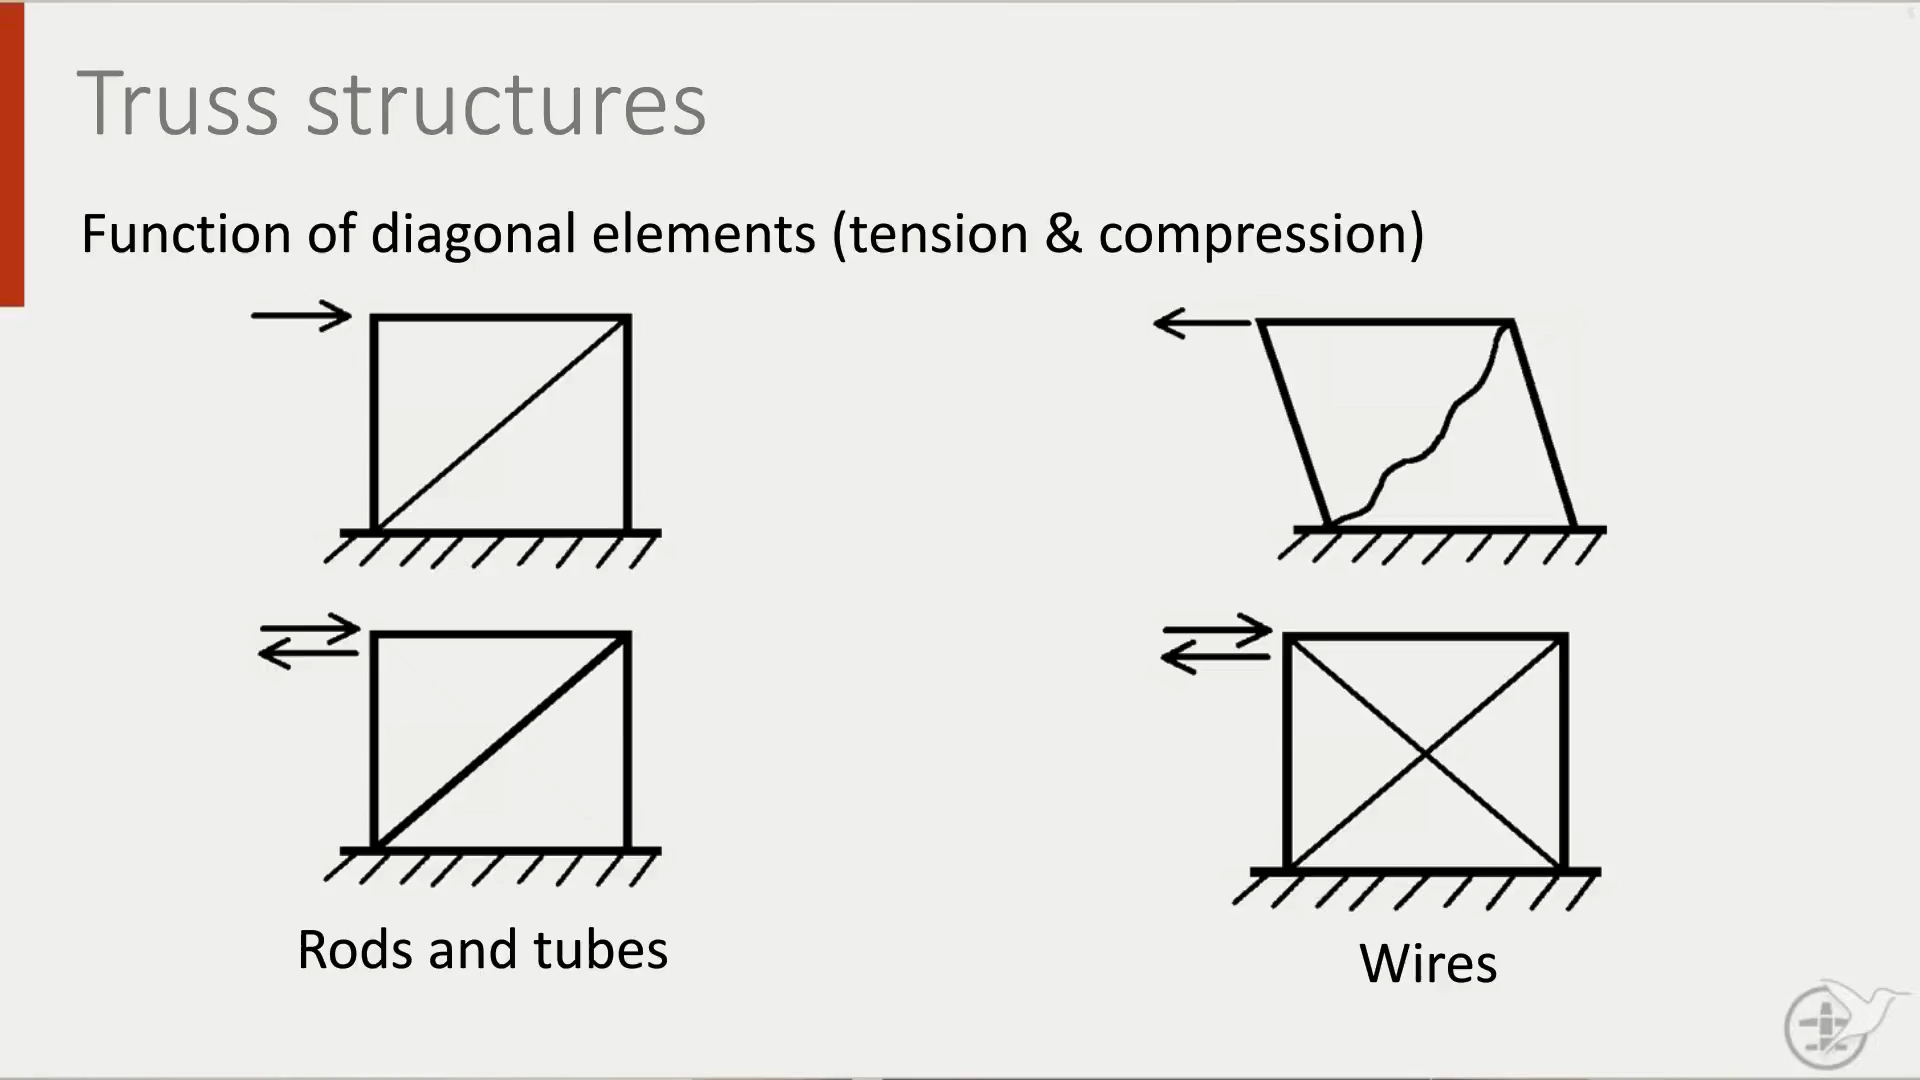 Truss structures
Function of diagonal elements (tension & compression)
Rods and tubes
Wires